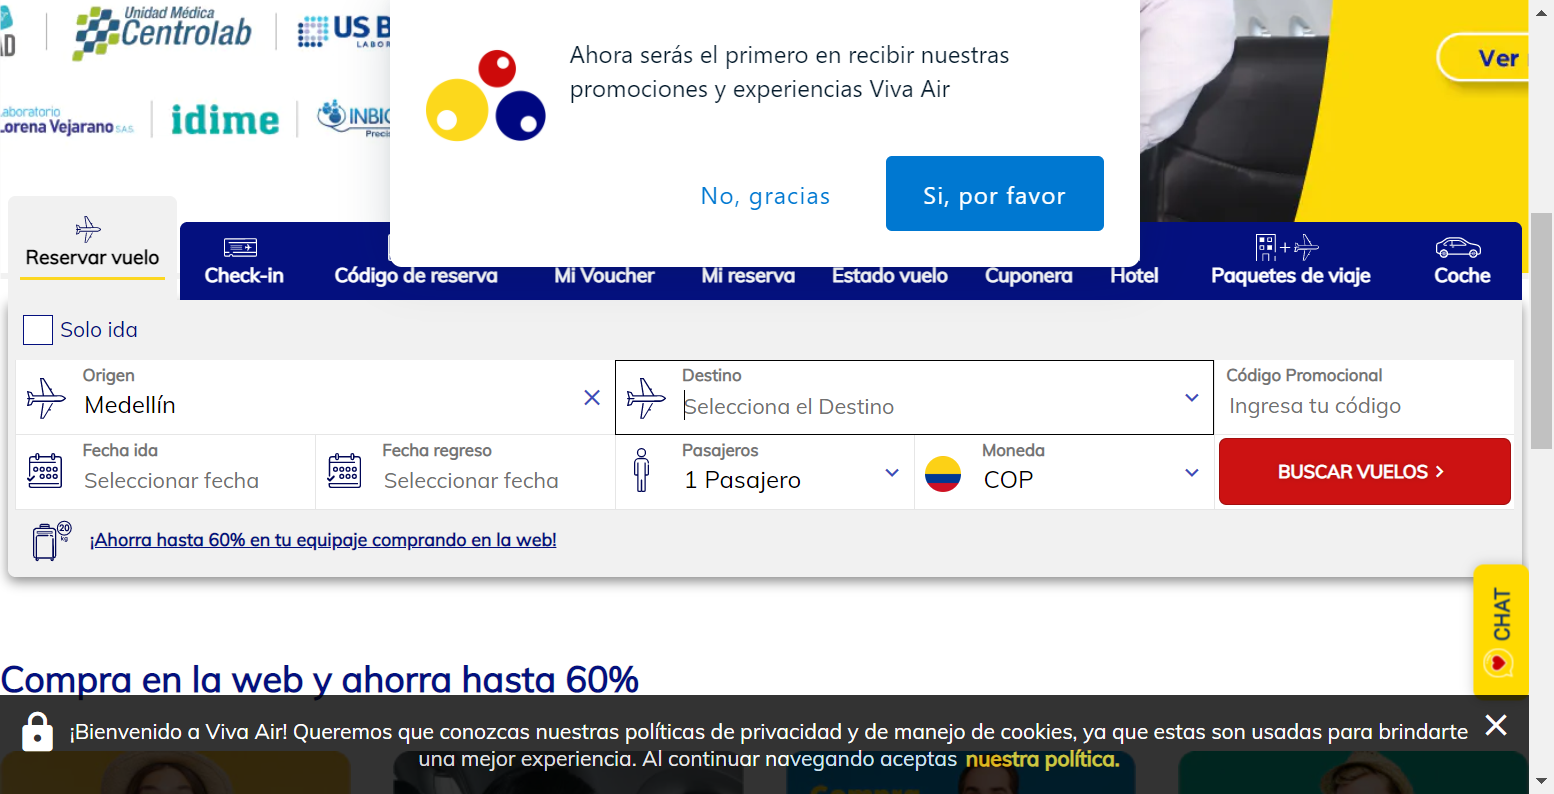 Unidad Médica
Centrolab
US B
LABOR
Laboratorio
Lorena Vejarano S.A.S
idime
INBIO
Precis
Ahora serás el primero en recibir nuestras
promociones y experiencias Viva Air
No, gracias
Si, por favor
Ver
Reservar vuelo
Check-in
Código de reserva
Mi Voucher
Mi reserva
Estado vuelo
Cuponera
Hotel
Paquetes de viaje
Coche
Solo ida
Origen
Medellín
Destino
Selecciona el Destino
Código Promocional
Ingresa tu código
Fecha ida
Seleccionar fecha
Fecha regreso
Seleccionar fecha
Pasajeros
1 Pasajero
Moneda
COP
BUSCAR VUELOS >
20
kg
¡Ahorra hasta 60% en tu equipaje comprando en la web!
CHAT
Compra en la web y ahorra hasta 60%
¡Bienvenido a Viva Air! Queremos que conozcas nuestras políticas de privacidad y de manejo de cookies, ya que estas son usadas para brindarte
una mejor experiencia. Al continuar navegando aceptas nuestra política.
Compra